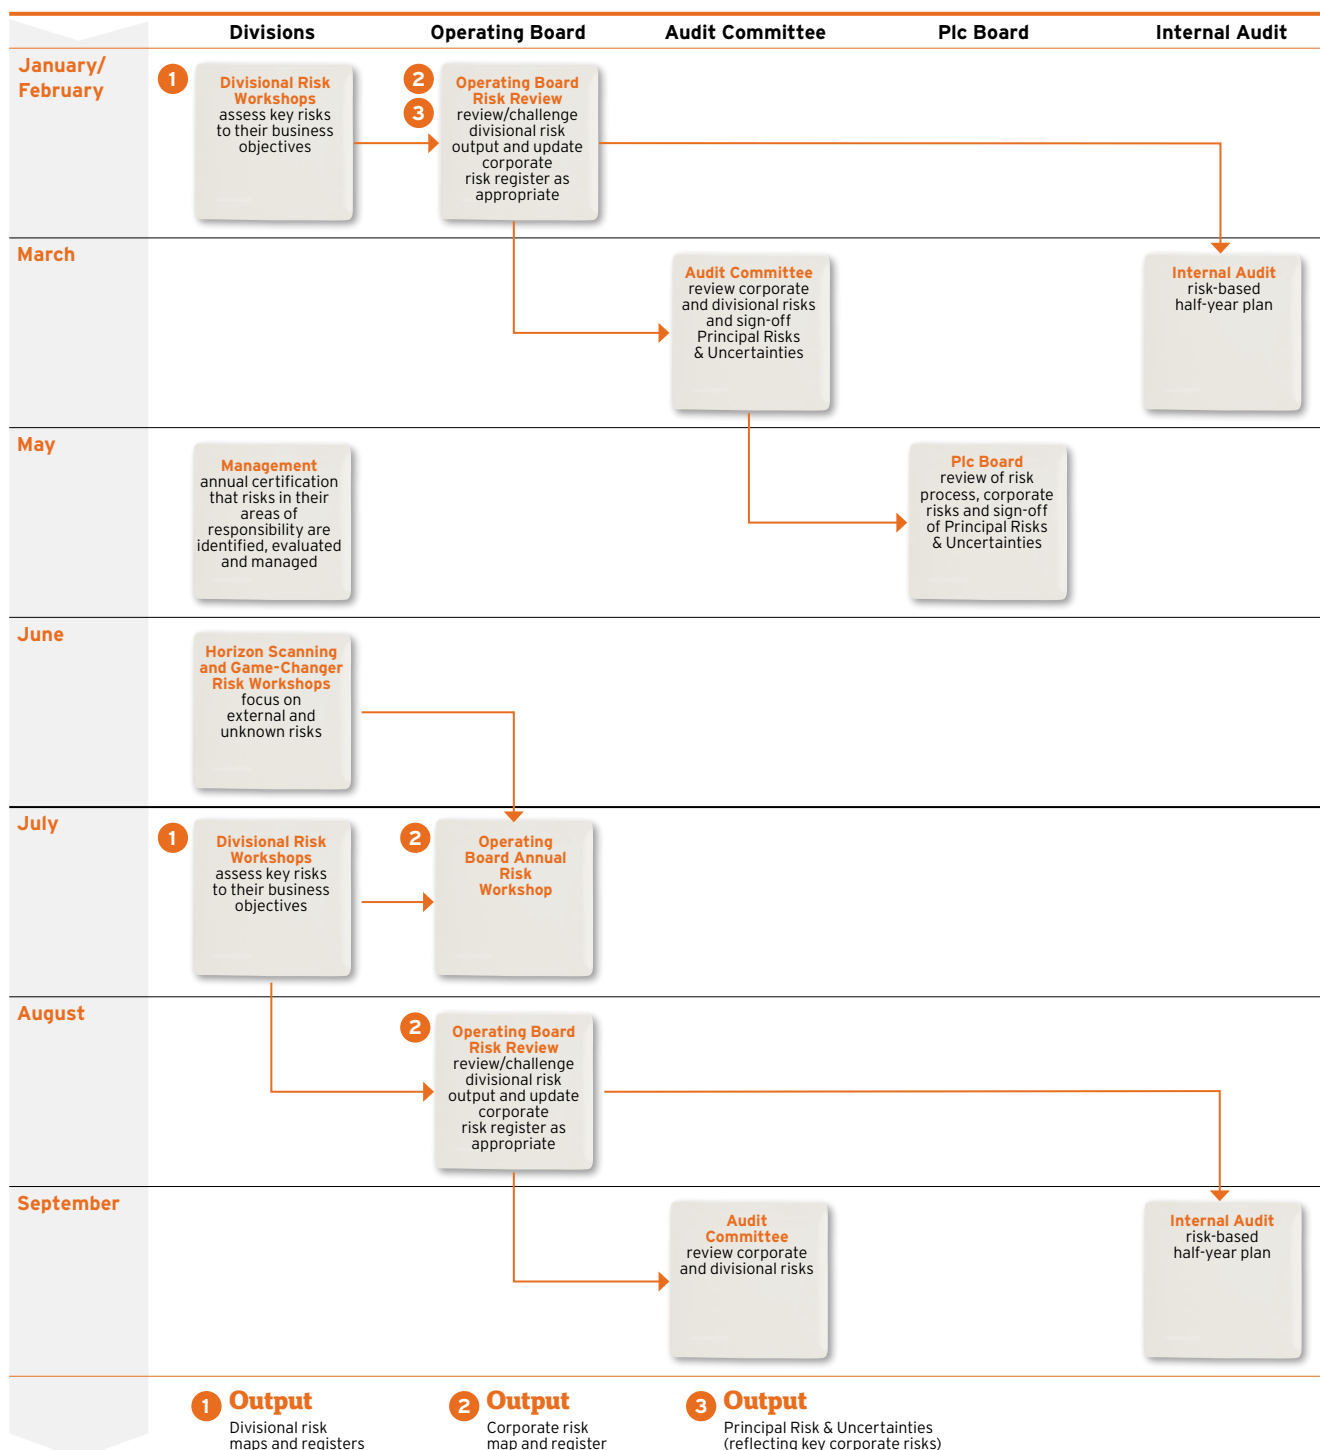 Divisions
Operating Board
Audit Committee
Plc Board
Internal Audit
January/
February
1
Divisional Risk
Workshops
assess key risks
to their business
objectives
2
3
Operating Board
Risk Review
review/challenge
divisional risk
output and update
corporate
risk register as
appropriate
March
Audit Committee
review corporate
and divisional risks
and sign-off
Principal Risks
& Uncertainties
Internal Audit
risk-based
half-year plan
May
Management
annual certification
that risks in their
areas of
responsibility are
identified, evaluated
and managed
Plc Board
review of risk
process, corporate
risks and sign-off
of Principal Risks
& Uncertainties
June
Horizon Scanning
and Game-Changer
Risk Workshops
focus on
external and
unknown risks
July
1
Divisional Risk
Workshops
assess key risks
to their business
objectives
2
Operating
Board Annual
Risk
Workshop
August
2
Operating Board
Risk Review
review/challenge
divisional risk
output and update
corporate
risk register as
appropriate
September
Audit
Committee
review corporate
and divisional risks
Internal Audit
risk-based
half-year plan
1 Output
Divisional risk
maps and registers
2 Output
Corporate risk
map and register
3 Output
Principal Risk & Uncertainties
(reflecting key corporate risks)